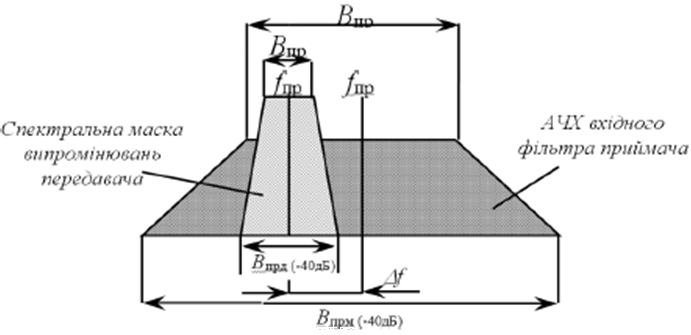 Bпр
Bпр
fпр
fпр
Спектральна маска
випромінювань
передавача
АЧХ вхідного
фільтра приймача
Bпрд (-40дБ)
Δf
Bпрм (-40дБ)